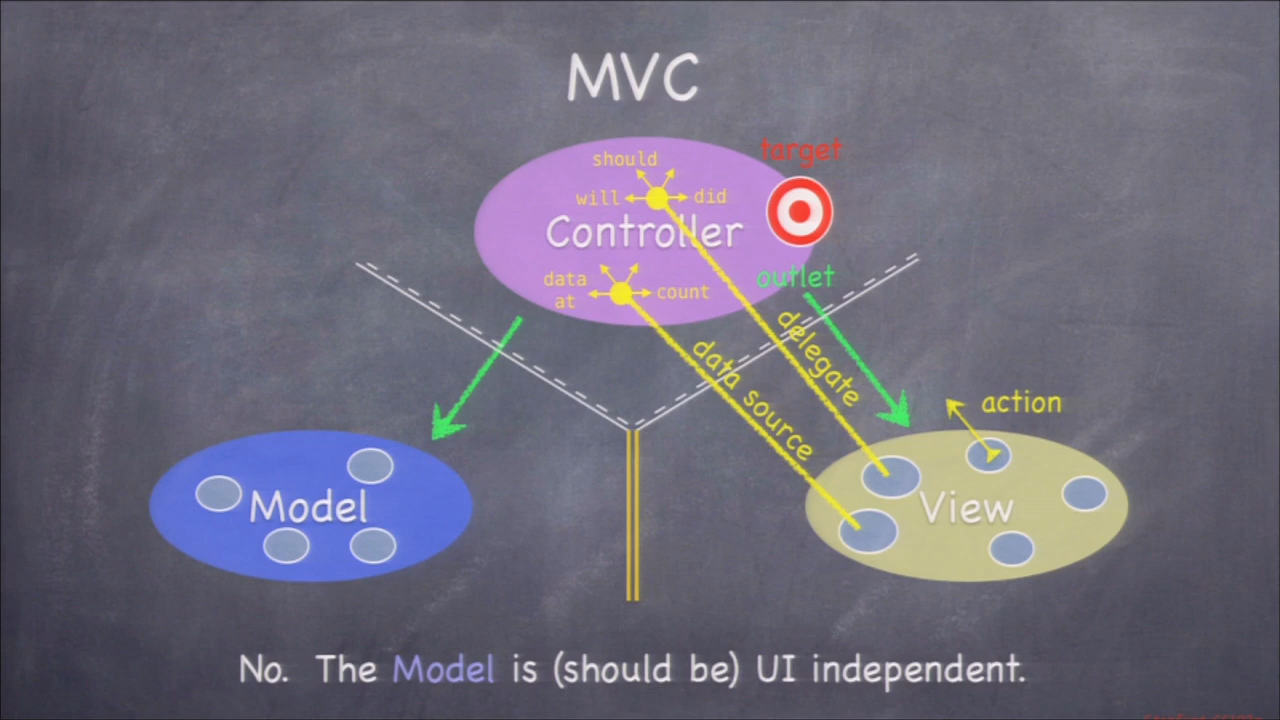 MVC
target
should
will
did
Controller
data
at
count
outlet
delegate
data source
action
Model
View
No. The Model is (should be) UI independent.